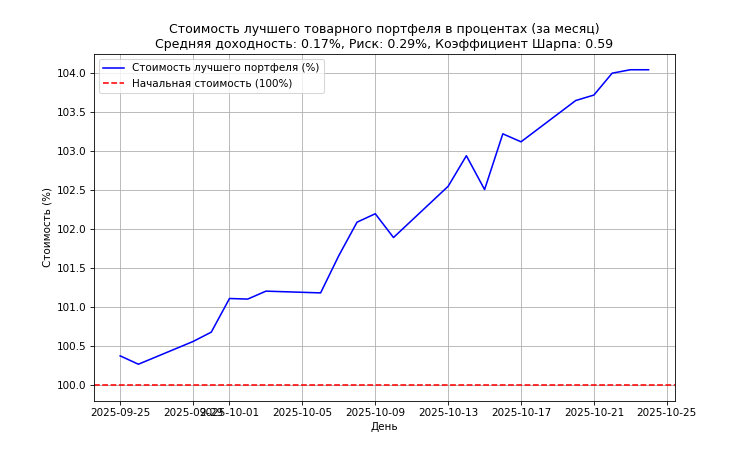 Стоимость лучшего товарного портфеля в процентах (за месяц)
Средняя доходность: 0.17%, Риск: 0.29%, Коэффициент Шарпа: 0.59
Стоимость лучшего портфеля (%)
Начальная стоимость (100%)
Стоимость (%)
104.0
103.5
103.0
102.5
102.0
101.5
101.0
100.5
100.0
2025-09-25 2025-09-29 2025-10-01 2025-10-05 2025-10-09 2025-10-13 2025-10-17 2025-10-21 2025-10-25
День